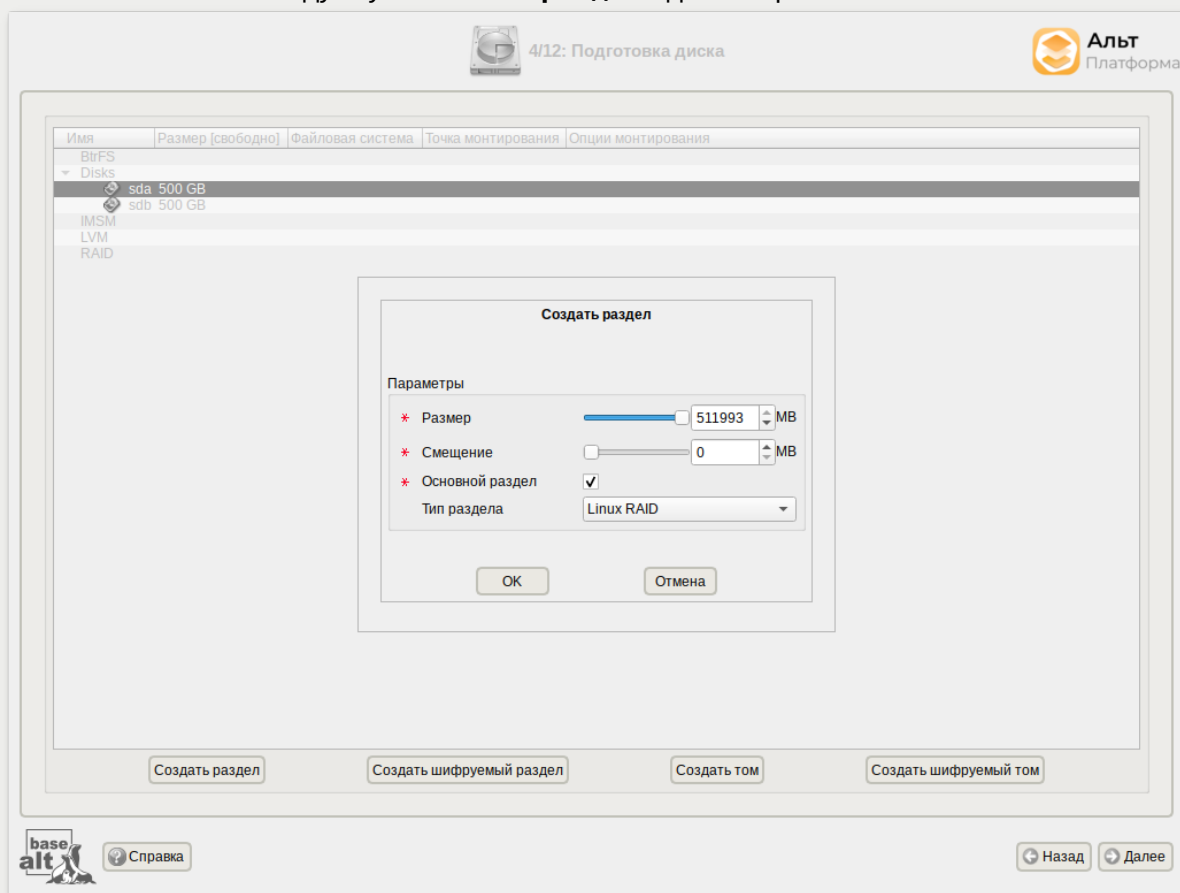 4/12: Подготовка диска
Альт
Платформа
Имя Размер [свободно] Файловая система Точка монтирования Опции монтирования
BtrFS
Disks
sda 500 GB
sdb 500 GB
IMSM
LVM
RAID
Создать раздел
Параметры
* Размер 511993 MB
* Смещение 0 MB
* Основной раздел
Тип раздела Linux RAID
OK Отмена
Создать раздел Создать шифруемый раздел Создать том Создать шифруемый том
base alt Справка Назад Далее